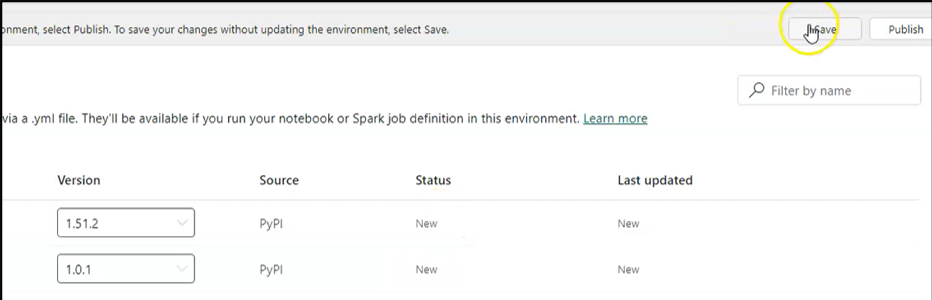 onment, select Publish. To save your changes without updating the environment, select Save.
Save
Publish
Filter by name
via a .yml file. They'll be available if you run your notebook or Spark job definition in this environment. Learn more
Version Source Status Last updated
1.51.2 PyPI New New
1.0.1 PyPI New New